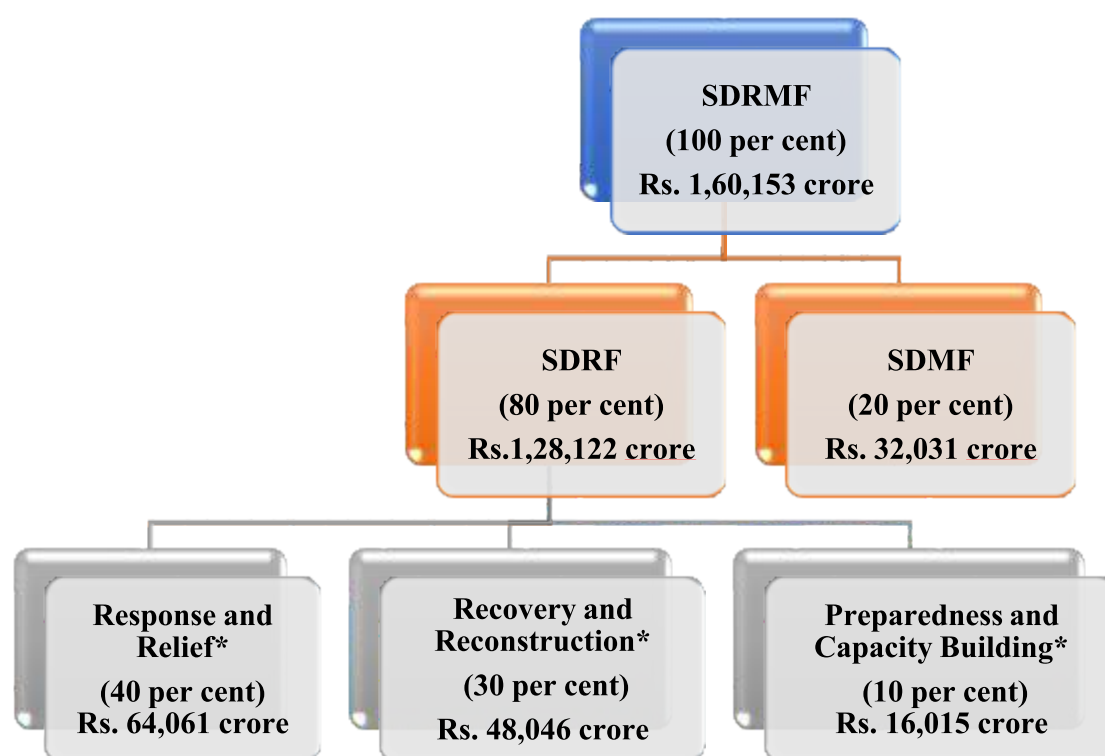 SDRMF
(100 per cent)
Rs. 1,60,153 crore
SDRF
(80 per cent)
Rs.1,28,122 crore
SDMF
(20 per cent)
Rs. 32,031 crore
Response and
Relief*
(40 per cent)
Rs. 64,061 crore
Recovery and
Reconstruction*
(30 per cent)
Rs. 48,046 crore
Preparedness and
Capacity Building*
(10 per cent)
Rs. 16,015 crore